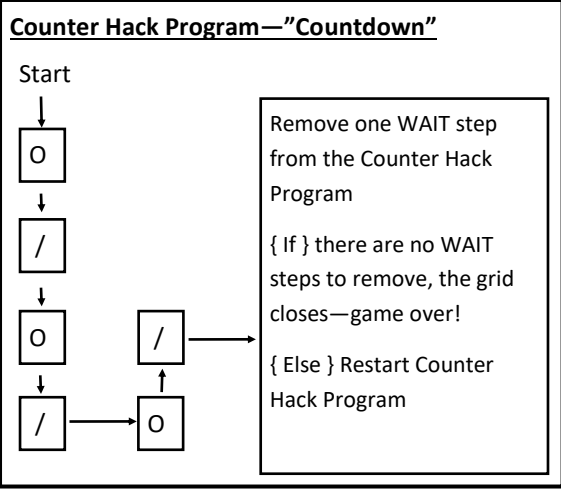 Counter Hack Program—”Countdown”
Start
O
/
O
/
O
/
Remove one WAIT step
from the Counter Hack
Program
{ If } there are no WAIT
steps to remove, the grid
closes—game over!
{ Else } Restart Counter
Hack Program